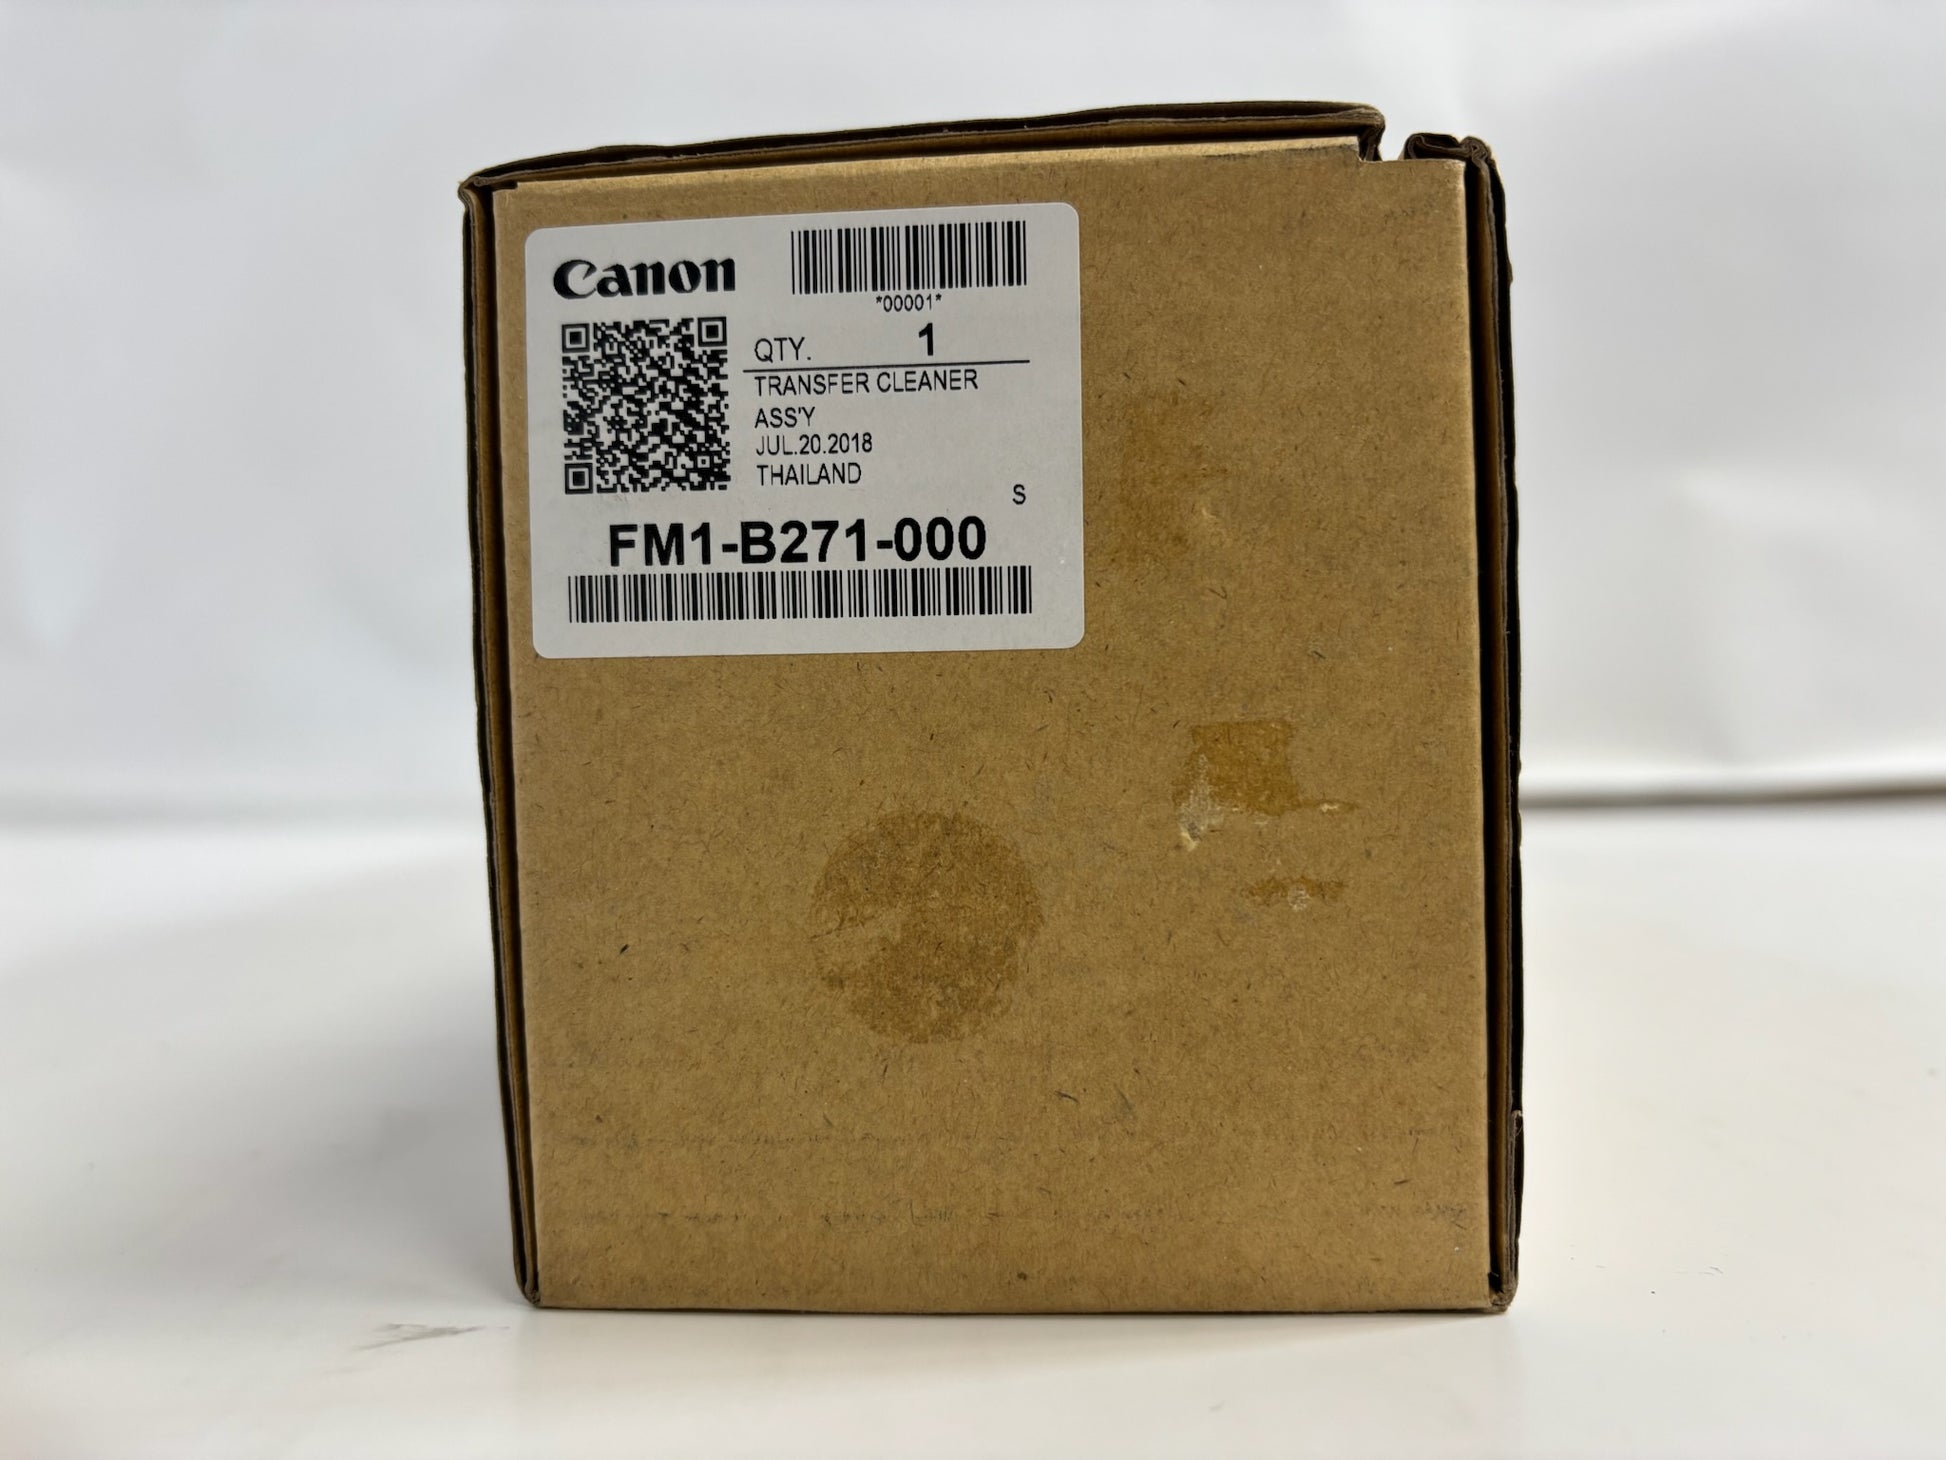 Canon
*00001*
QTY. 1
TRANSFER CLEANER
ASS'Y
JUL.20.2018
THAILAND
S
FM1-B271-000